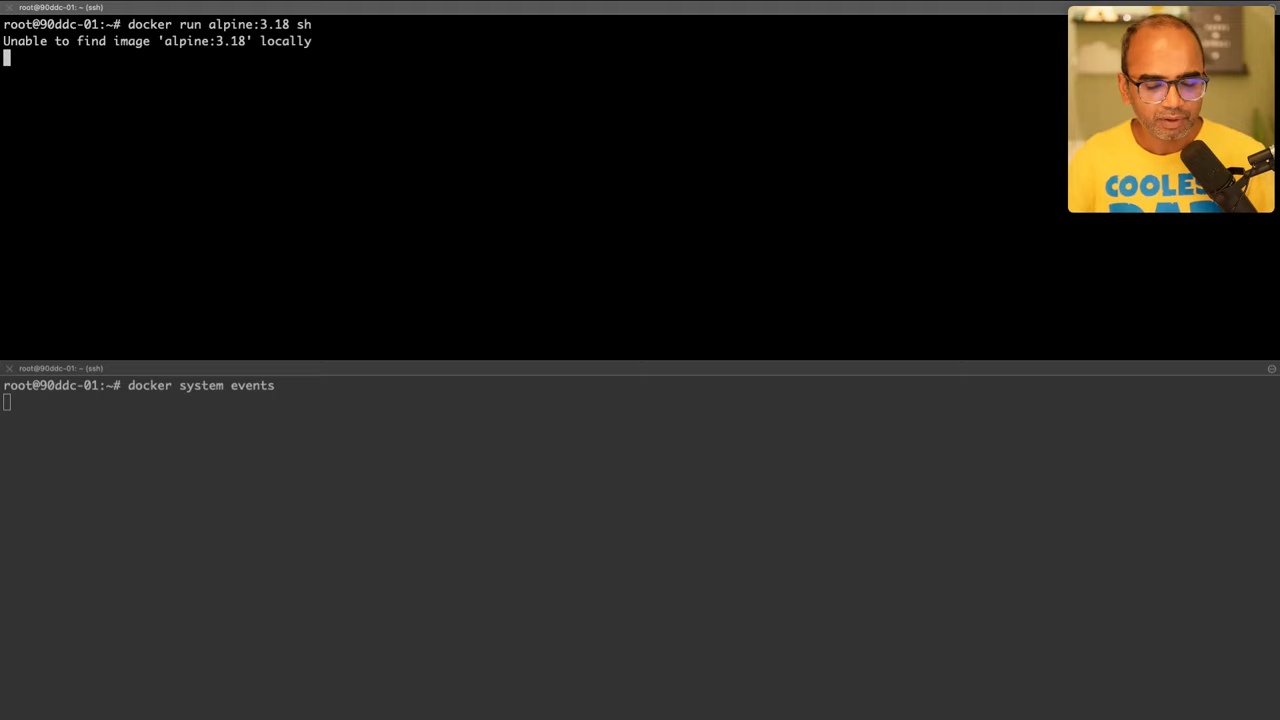 root@90ddc-01: ~ (ssh)
root@90ddc-01:~# docker run alpine:3.18 sh
Unable to find image 'alpine:3.18' locally
COOLES
DAD
root@90ddc-01: ~ (ssh)
root@90ddc-01:~# docker system events